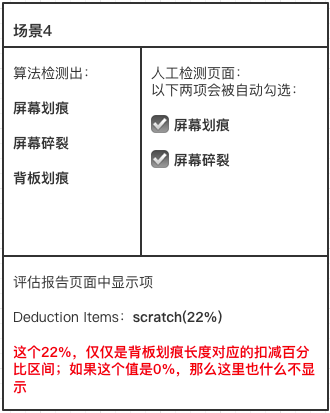 场景4
算法检测出：
屏幕划痕
屏幕碎裂
背板划痕
人工检测页面：
以下两项会被自动勾选：
屏幕划痕
屏幕碎裂
评估报告页面中显示项
Deduction Items：scratch(22%)
这个22%，仅仅是背板划痕长度对应的扣减百分
比区间；如果这个值是0%，那么这里也什么不显
示